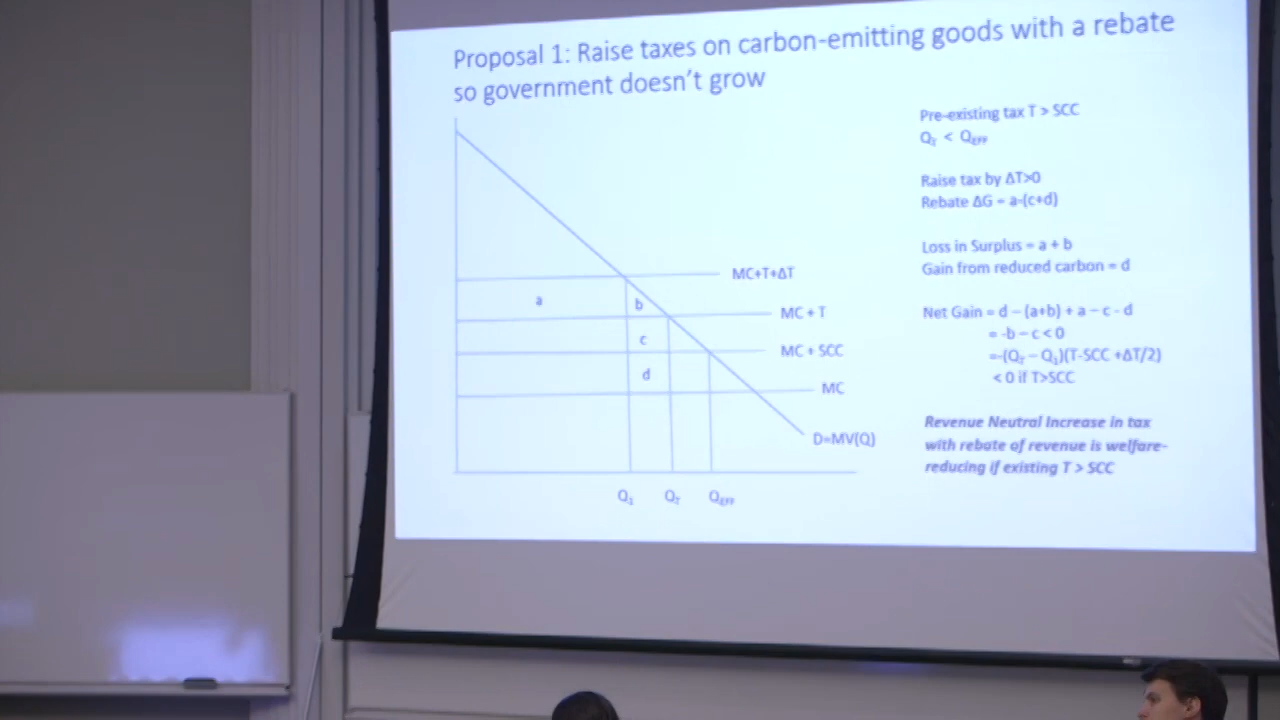 Proposal 1: Raise taxes on carbon-emitting goods with a rebate
so government doesn't grow
Pre-existing tax T > SCC
Q_T < Q_EFF
Raise tax by ΔT>0
Rebate ΔG = a-(c+d)
Loss in Surplus = a + b
Gain from reduced carbon = d
Net Gain = d – (a+b) + a – c - d
= -b – c < 0
=-(Q_T – Q_1)(T-SCC +ΔT/2)
< 0 if T>SCC
Revenue Neutral Increase in tax
with rebate of revenue is welfare-
reducing if existing T > SCC
MC+T+ΔT
a
b
MC + T
c
MC + SCC
d
MC
D=MV(Q)
Q_1 Q_T Q_EFF